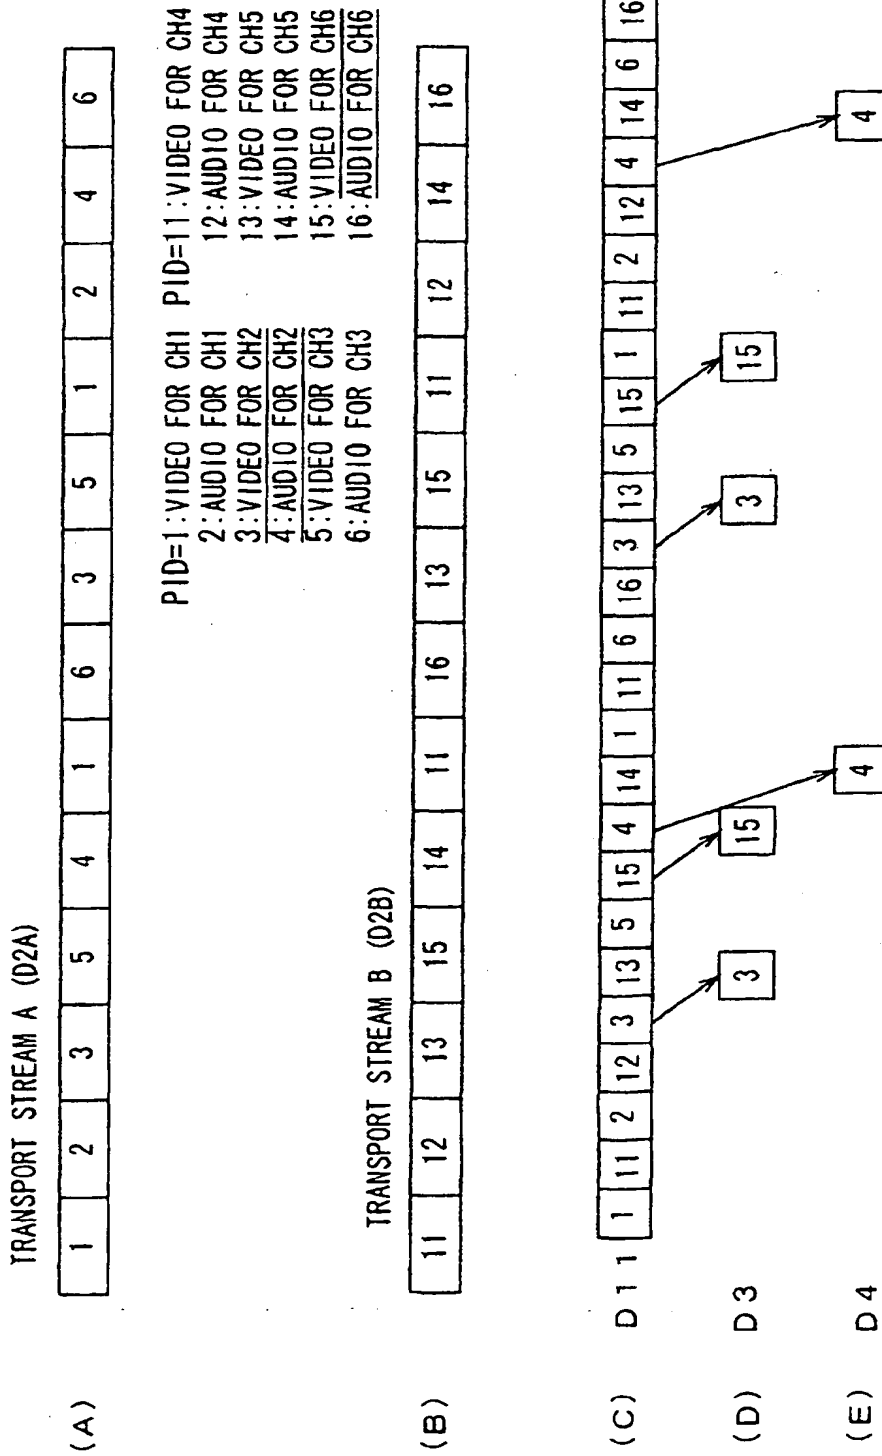 TRANSPORT STREAM A (D2A)
(A) 1 2 3 5 4 1 6 3 5 1 2 4 6
PID=1:VIDEO FOR CH1 PID=11:VIDEO FOR CH4
2:AUDIO FOR CH1 12:AUDIO FOR CH4
3:VIDEO FOR CH2 13:VIDEO FOR CH5
4:AUDIO FOR CH2 14:AUDIO FOR CH5
5:VIDEO FOR CH3 15:VIDEO FOR CH6
6:AUDIO FOR CH3 16:AUDIO FOR CH6
TRANSPORT STREAM B (D2B)
(B) 11 12 13 15 14 11 16 13 15 11 12 14 16
(C) D11 1 11 2 12 3 13 5 15 4 14 1 11 6 16 3 13 5 15 1 11 2 12 4 14 6 16
(D) D3 3 15 3 15
(E) D4 4 4